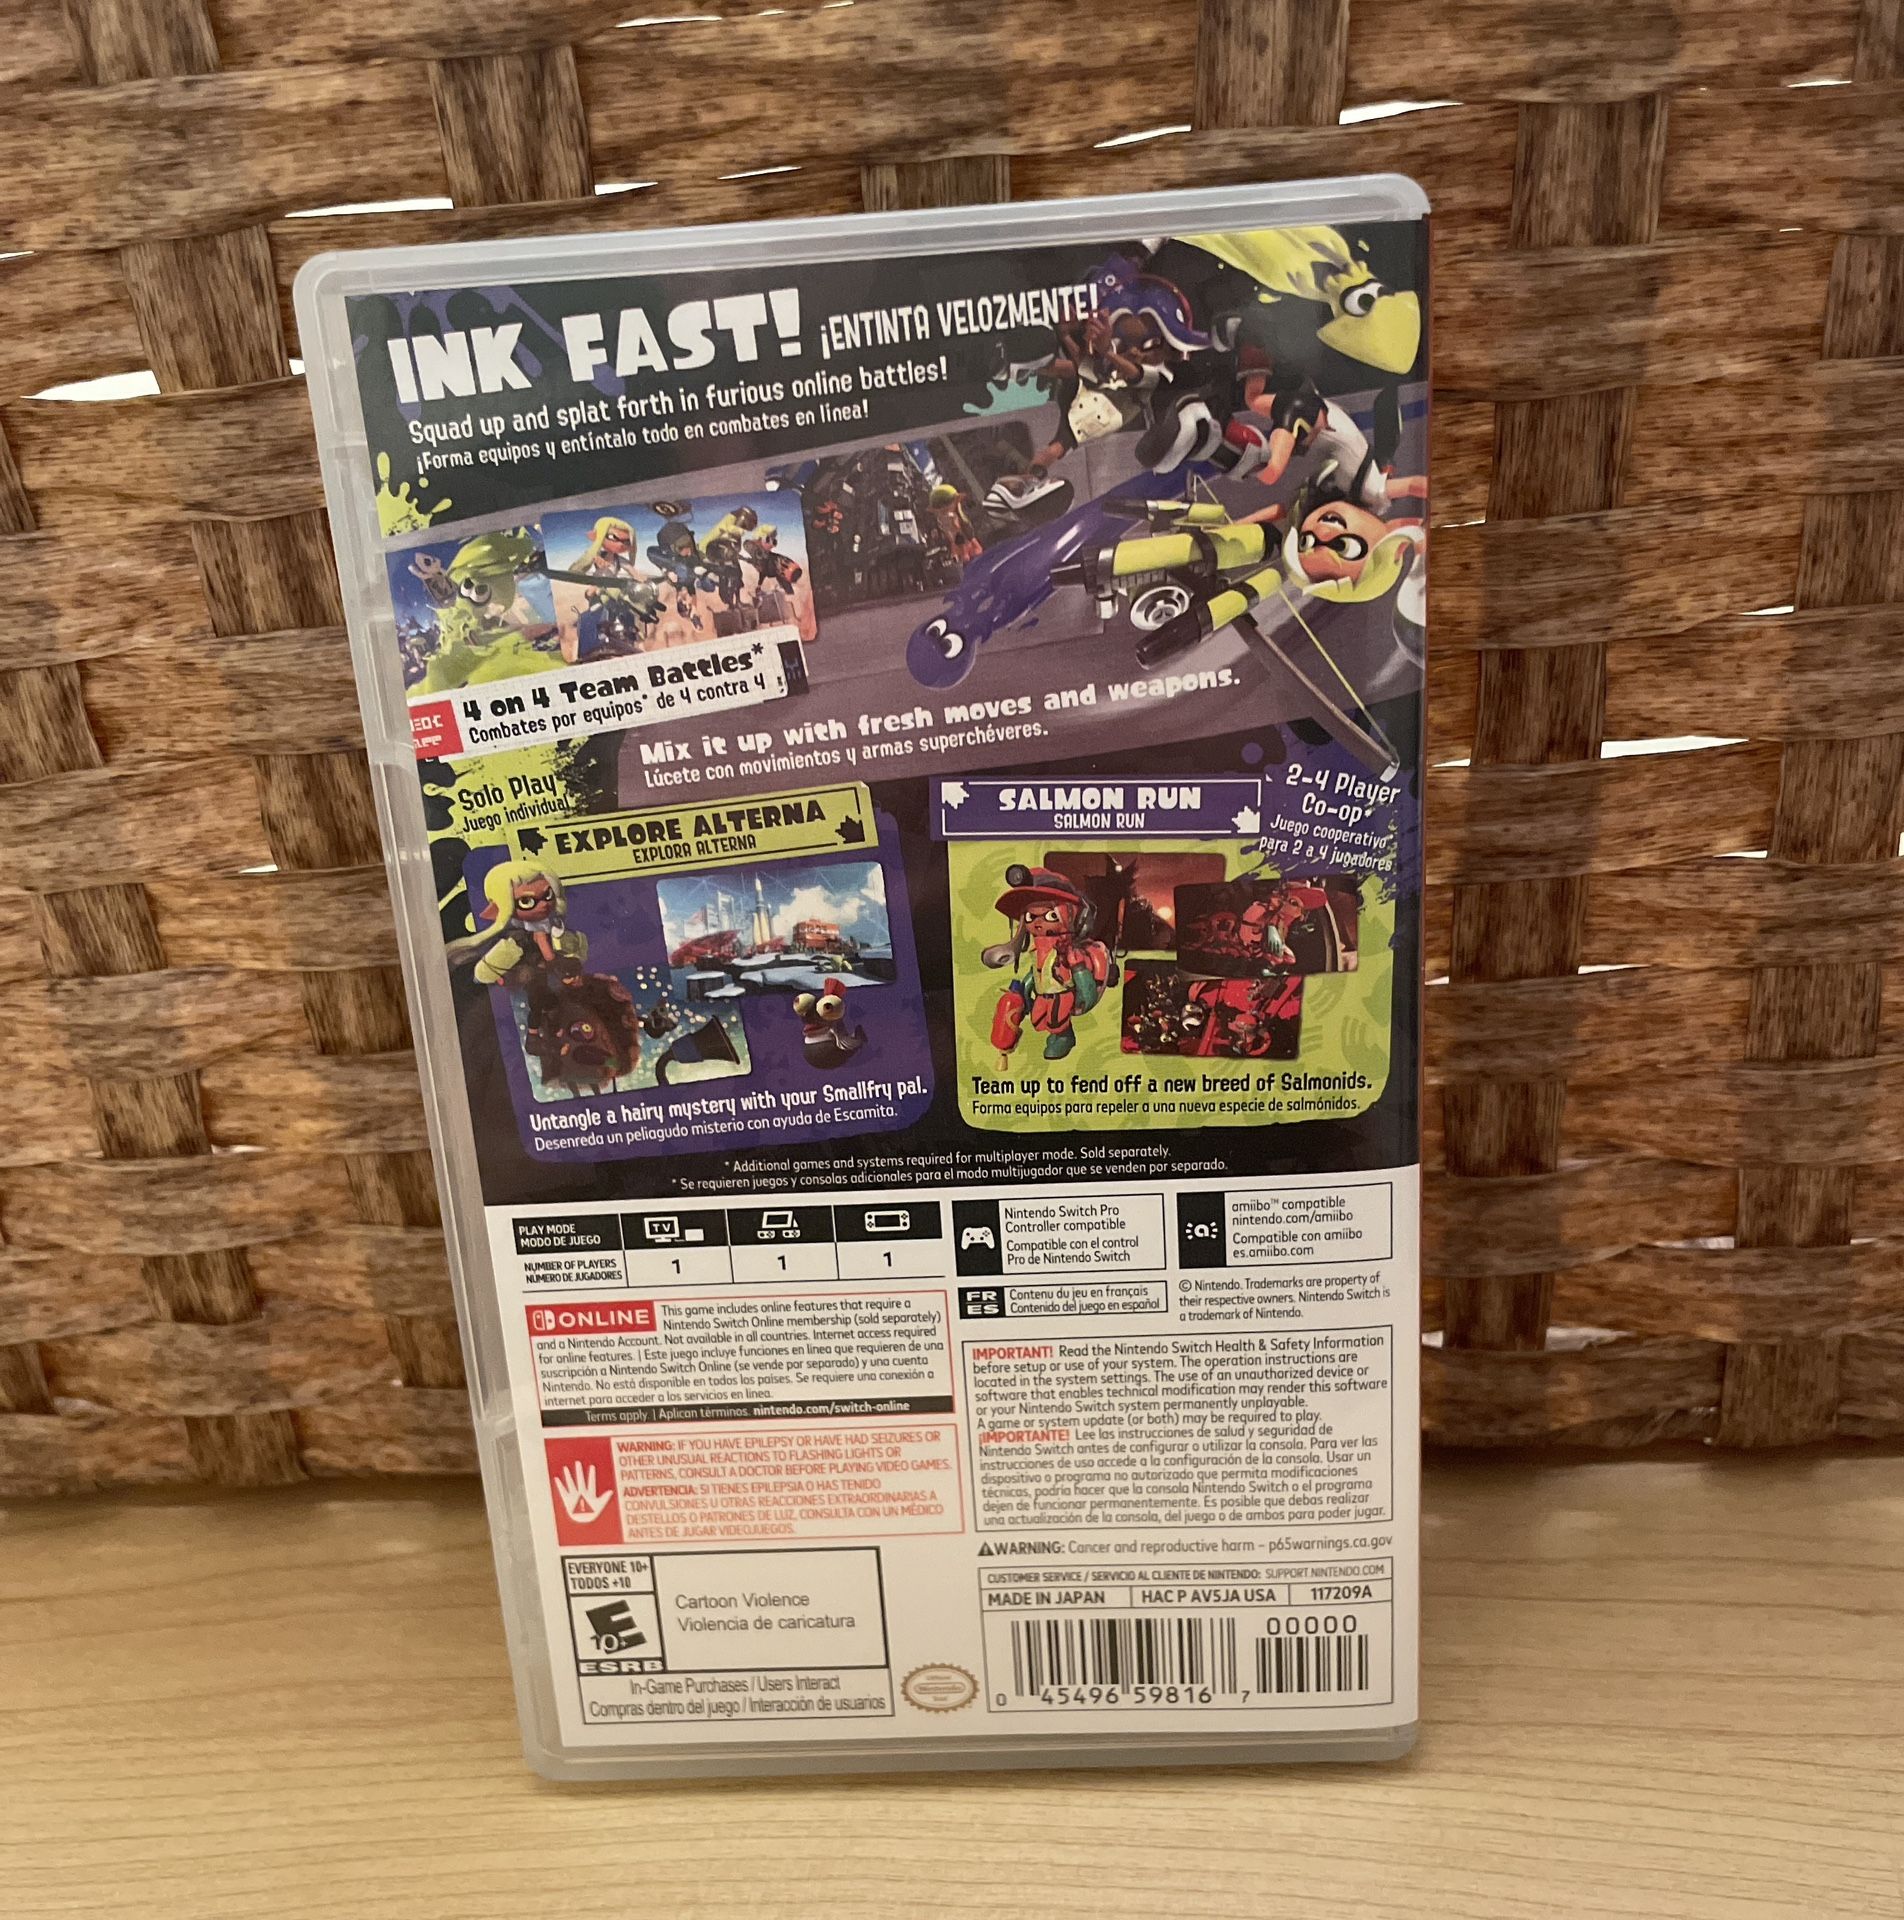 INK FAST! ¡ENTINTA VELOZMENTE!
Squad up and splat forth in furious online battles!
¡Forma equipos y entíntalo todo en combates en línea!
4 on 4 Team Battles*
Combates por equipos* de 4 contra 4
Mix it up with fresh moves and weapons.
Lúcete con movimientos y armas superchéveres.
Solo Play
Juego individual
EXPLORE ALTERNA
EXPLORA ALTERNA
Untangle a hairy mystery with your Smallfry pal.
Desenreda un peliagudo misterio con ayuda de Escamita.
SALMON RUN
SALMON RUN
2-4 Player
Co-op*
Juego cooperativo*
para 2 a 4 jugadores
Team up to fend off a new breed of Salmonids.
Forma equipos para repeler a una nueva especie de salmónidos.
* Additional games and systems required for multiplayer mode. Sold separately.
* Se requieren juegos y consolas adicionales para el modo multijugador que se venden por separado.
PLAY MODE
MODO DE JUEGO
TV
NUMBER OF PLAYERS
NÚMERO DE JUGADORES
1 1 1
Nintendo Switch Pro
Controller compatible
Compatible con el control
Pro de Nintendo Switch
amiibo™ compatible
nintendo.com/amiibo
Compatible con amiibo
es.amiibo.com
FR Contenu du jeu en français
ES Contenido del juego en español
© Nintendo. Trademarks are property of
their respective owners. Nintendo Switch is
a trademark of Nintendo.
ONLINE This game includes online features that require a
Nintendo Switch Online membership (sold separately)
and a Nintendo Account. Not available in all countries. Internet access required
for online features. | Este juego incluye funciones en línea que requieren de una
suscripción a Nintendo Switch Online (se vende por separado) y una cuenta
Nintendo. No está disponible en todos los países. Se requiere una conexión a
internet para acceder a los servicios en línea.
Terms apply. | Aplican términos. nintendo.com/switch-online
WARNING: IF YOU HAVE EPILEPSY OR HAVE HAD SEIZURES OR
OTHER UNUSUAL REACTIONS TO FLASHING LIGHTS OR
PATTERNS, CONSULT A DOCTOR BEFORE PLAYING VIDEO GAMES.
ADVERTENCIA: SI TIENES EPILEPSIA O HAS TENIDO
CONVULSIONES U OTRAS REACCIONES EXTRAORDINARIAS A
DESTELLOS O PATRONES DE LUZ, CONSULTA CON UN MÉDICO
ANTES DE JUGAR VIDEOJUEGOS.
IMPORTANT! Read the Nintendo Switch Health & Safety Information
before setup or use of your system. The operation instructions are
located in the system settings. The use of an unauthorized device or
software that enables technical modification may render this software
or your Nintendo Switch system permanently unplayable.
A game or system update (or both) may be required to play.
¡IMPORTANTE! Lee las instrucciones de salud y seguridad de
Nintendo Switch antes de configurar o utilizar la consola. Para ver las
instrucciones de uso accede a la configuración de la consola. Usar un
dispositivo o programa no autorizado que permita modificaciones
técnicas, podría hacer que la consola Nintendo Switch o el programa
dejen de funcionar permanentemente. Es posible que debas realizar
una actualización de la consola, del juego o de ambos para poder jugar.
WARNING: Cancer and reproductive harm – p65warnings.ca.gov
CUSTOMER SERVICE / SERVICIO AL CLIENTE DE NINTENDO: SUPPORT.NINTENDO.COM
MADE IN JAPAN HAC P AV5JA USA 117209A
EVERYONE 10+
TODOS +10
E
10+
ESRB
Cartoon Violence
Violencia de caricatura
In-Game Purchases / Users Interact
Compras dentro del juego / Interacción de usuarios
Nintendo
00000
0 45496 59816 7